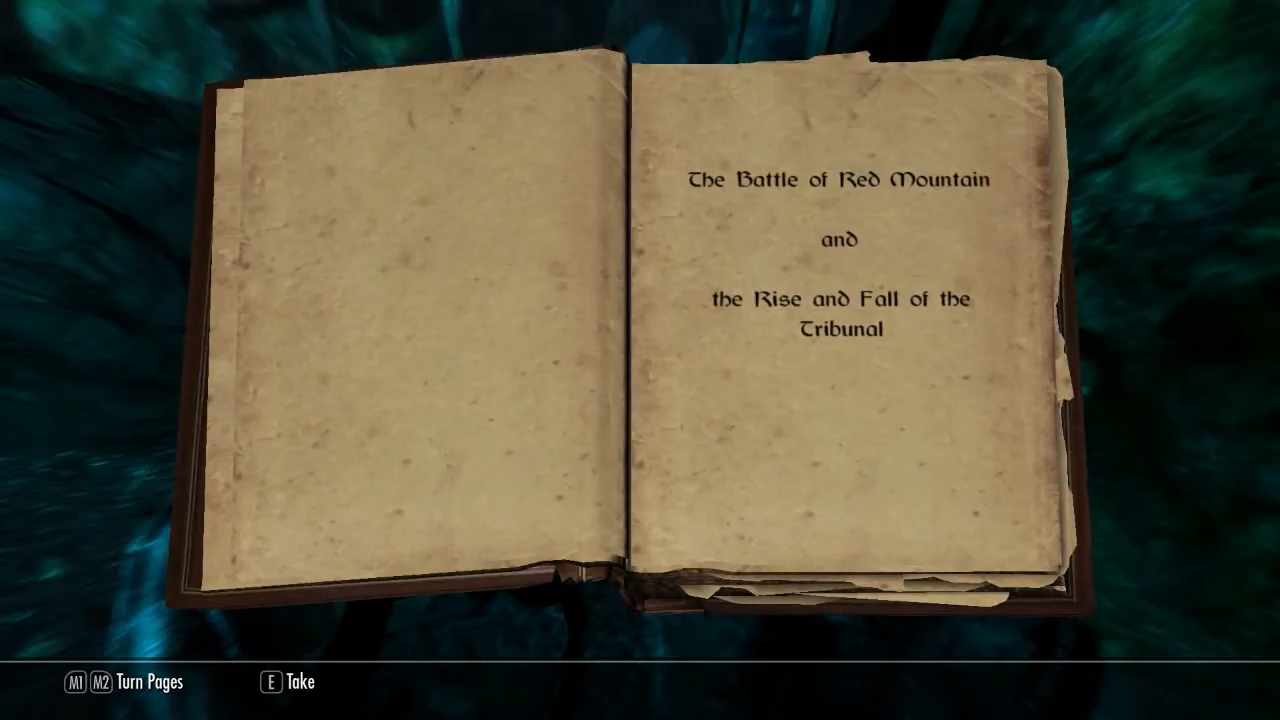 The Battle of Red Mountain
and
the Rise and Fall of the
Tribunal
M1 M2 Turn Pages
E Take